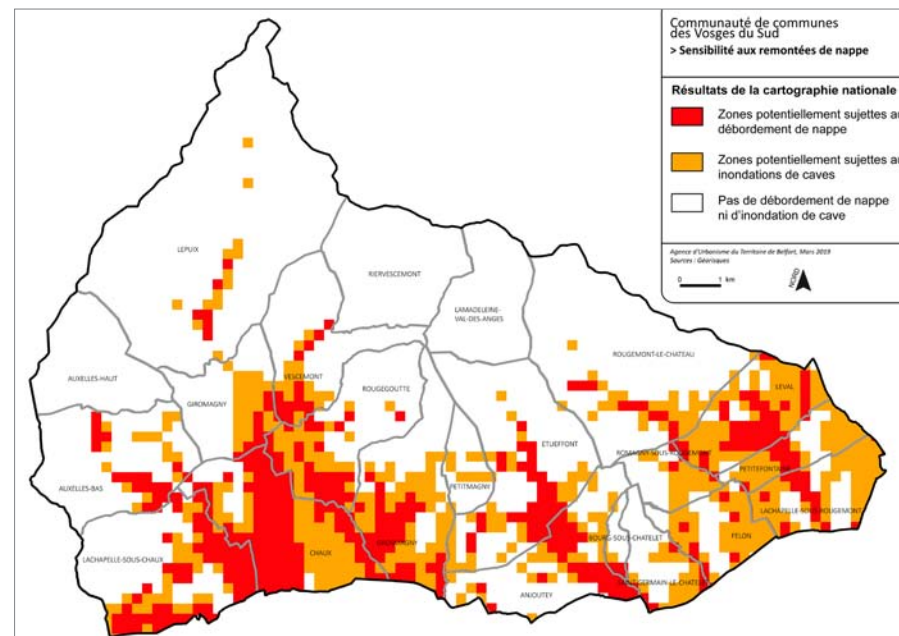 Communauté de communes
des Vosges du Sud
> Sensibilité aux remontées de nappe
Résultats de la cartographie nationale
Zones potentiellement sujettes au
débordement de nappe
Zones potentiellement sujettes au
inondations de caves
Pas de débordement de nappe
ni d'inondation de cave
Agence d'Urbanisme du Territoire de Belfort, Mars 2019
Sources : Géorisques
0 1 km
NORD
LEPUIX
RIERVESCEMONT
LAMADELEINE-
VAL-DES-ANGES
ROUGEMONT-LE-CHATEAU
AUXELLES-HAUT
VESCEMONT
ROUGEGOUTTE
LEVAL
GIROMAGNY
ETUEFFONT
ROMAGNY-SOUS-ROUGEMONT
PETITEFONTAINE
AUXELLES-BAS
PETITMAGNY
LACHAPELLE-SOUS-ROUGEMONT
BOURG-SOUS-CHATELET
FELON
LACHAPELLE-SOUS-CHAUX
CHAUX
SAINT-GERMAIN-LE-CHATELET
ANJOUTEY